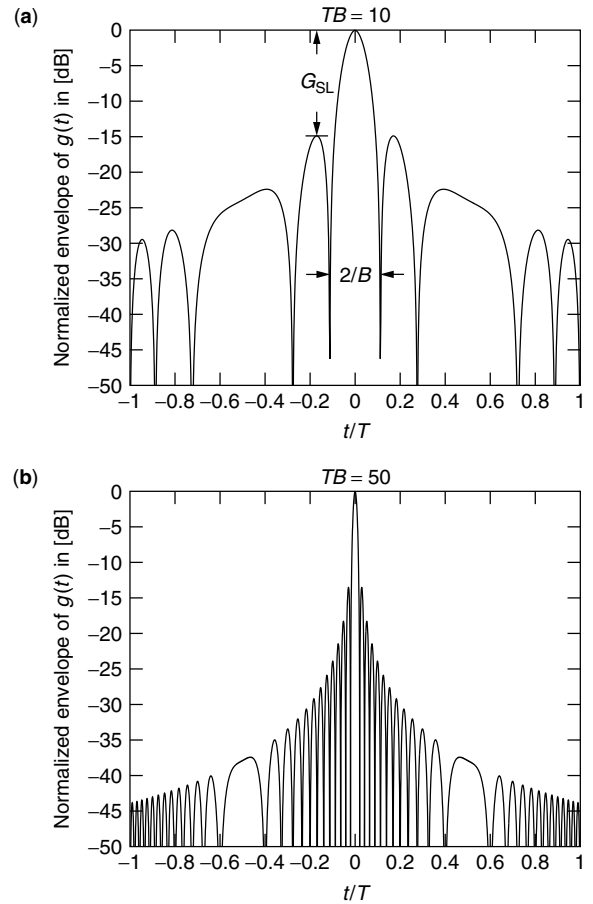 (a)
TB = 10
Normalized envelope of g(t) in [dB]
0
−5
−10
−15
−20
−25
−30
−35
−40
−45
−50
G_SL
2/B
−1 −0.8 −0.6 −0.4 −0.2 0 0.2 0.4 0.6 0.8 1
t/T
(b)
TB = 50
Normalized envelope of g(t) in [dB]
0
−5
−10
−15
−20
−25
−30
−35
−40
−45
−50
−1 −0.8 −0.6 −0.4 −0.2 0 0.2 0.4 0.6 0.8 1
t/T